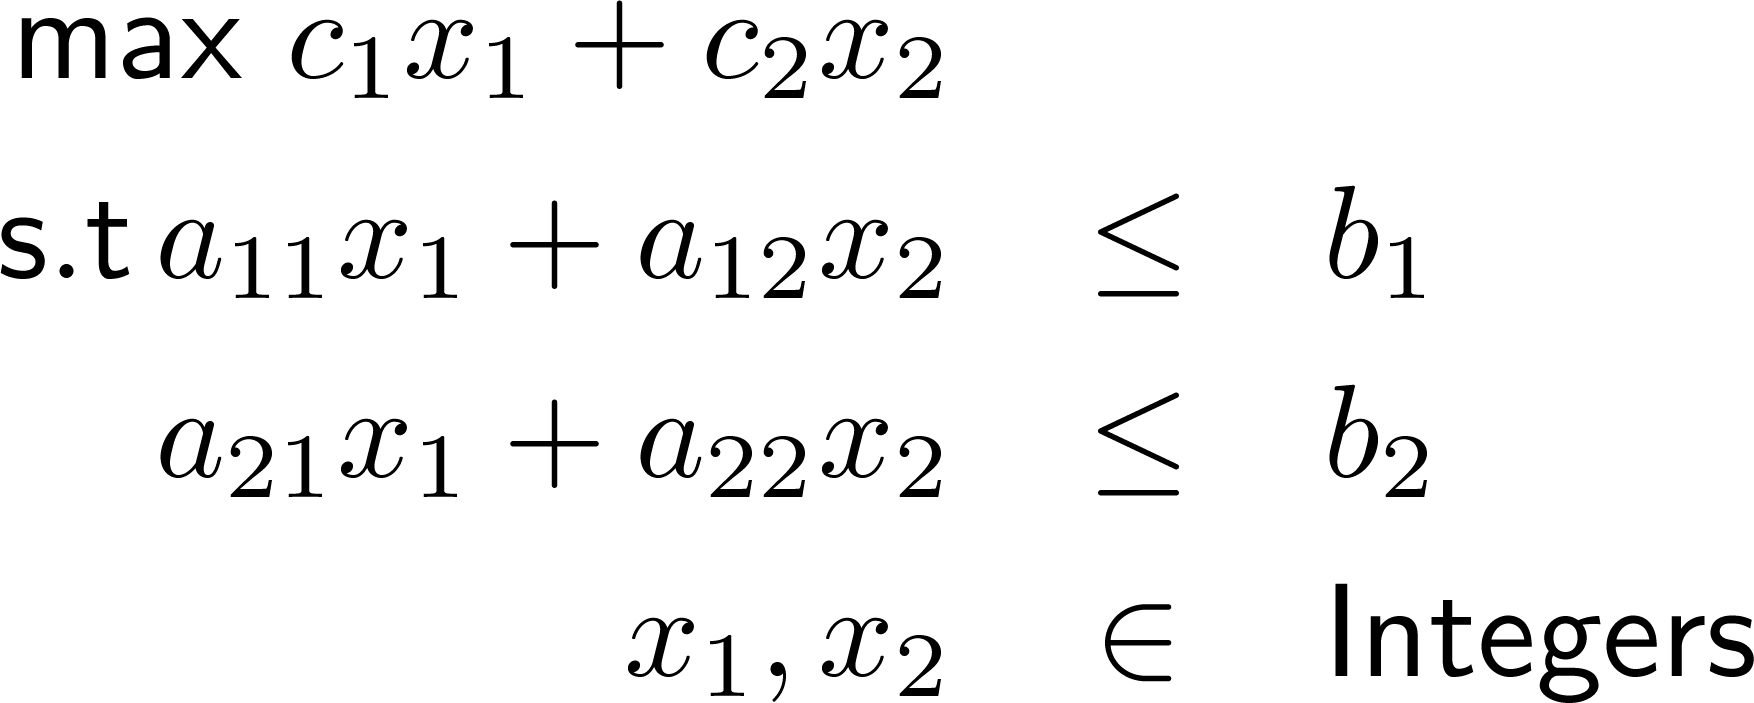 max c₁x₁ + c₂x₂
s.t a₁₁x₁ + a₁₂x₂ ≤ b₁
a₂₁x₁ + a₂₂x₂ ≤ b₂
x₁, x₂ ∈ Integers